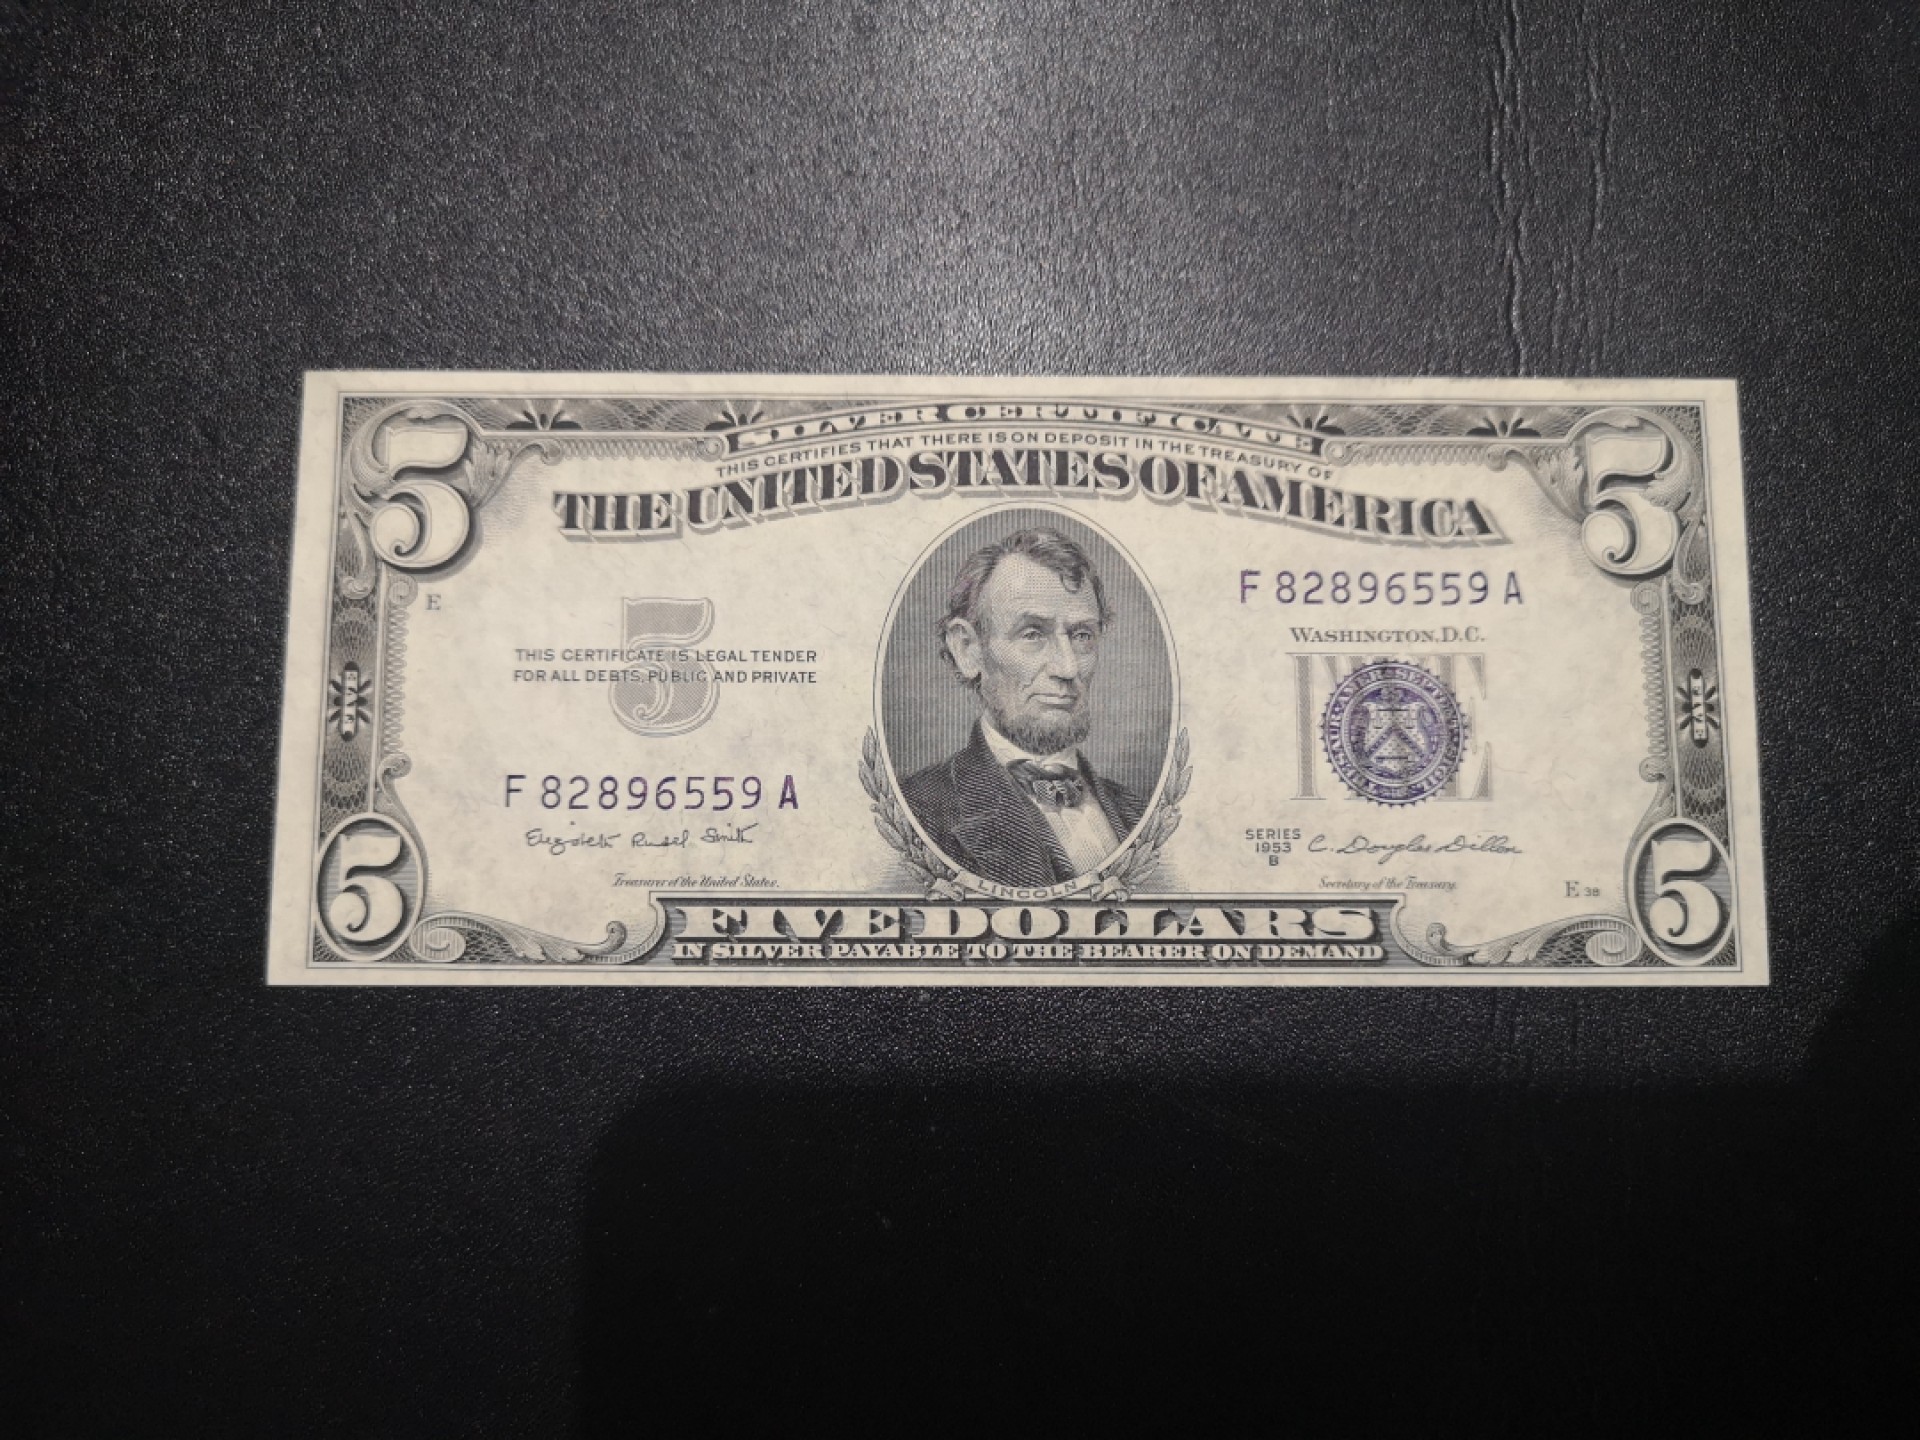 SILVER CERTIFICATE
THIS CERTIFIES THAT THERE IS ON DEPOSIT IN THE TREASURY OF
THE UNITED STATES OF AMERICA
5
5
E
F 82896559 A
WASHINGTON, D.C.
5
THIS CERTIFICATE IS LEGAL TENDER
FOR ALL DEBTS, PUBLIC AND PRIVATE
FIVE
FIVE
FIVE
F 82896559 A
Elizabeth Rudel Smith
Treasurer of the United States.
SERIES
1953
B
C. Douglas Dillon
Secretary of the Treasury.
E 38
LINCOLN
5
5
FIVE DOLLARS
IN SILVER PAYABLE TO THE BEARER ON DEMAND